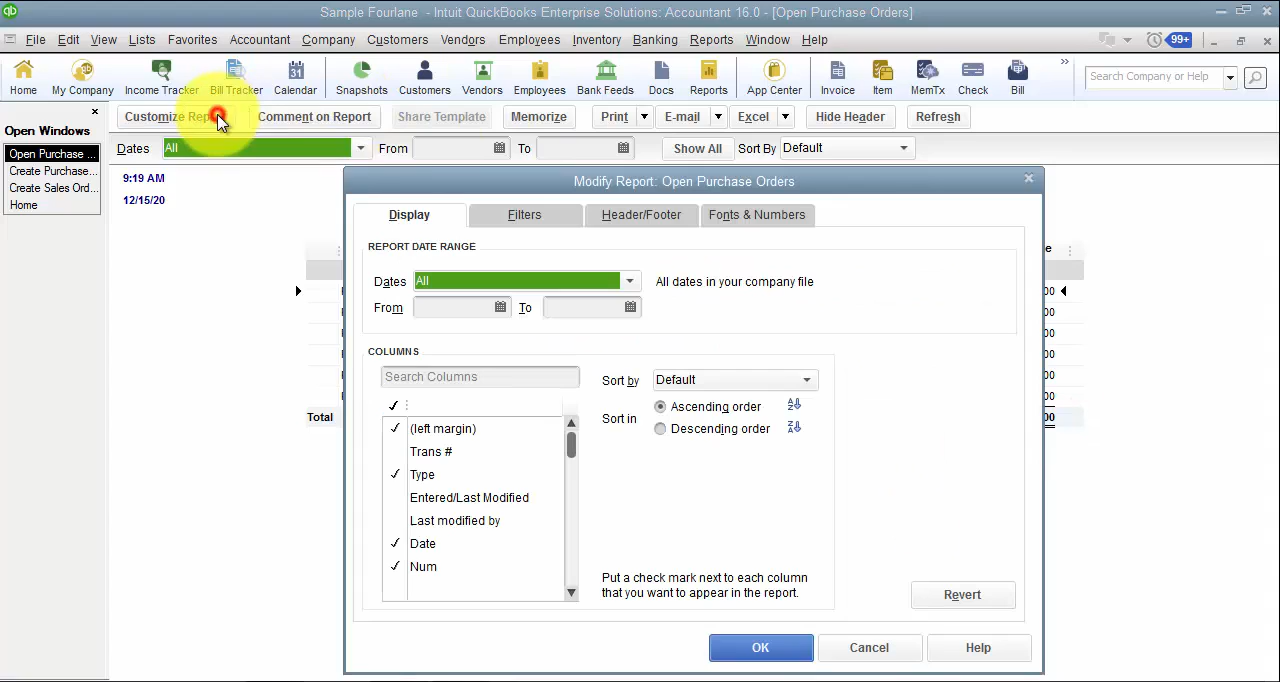 Sample Fourlane - Intuit QuickBooks Enterprise Solutions: Accountant 16.0 - [Open Purchase Orders]
File Edit View Lists Favorites Accountant Company Customers Vendors Employees Inventory Banking Reports Window Help 99+
Home My Company Income Tracker Bill Tracker Calendar Snapshots Customers Vendors Employees Bank Feeds Docs Reports App Center Invoice Item MemTx Check Bill » Search Company or Help
Customize Comment on Report Share Template Memorize Print E-mail Excel Hide Header Refresh
Open Windows
Open Purchase ...
Create Purchase...
Create Sales Ord...
Home
Dates All From To Show All Sort By Default
9:19 AM
12/15/20
Total
Modify Report: Open Purchase Orders
Display Filters Header/Footer Fonts & Numbers
REPORT DATE RANGE
Dates All All dates in your company file
From To
COLUMNS
Search Columns
(left margin)
Trans #
Type
Entered/Last Modified
Last modified by
Date
Num
Sort by Default
Sort in Ascending order
Descending order
Put a check mark next to each column
that you want to appear in the report.
Revert
OK Cancel Help